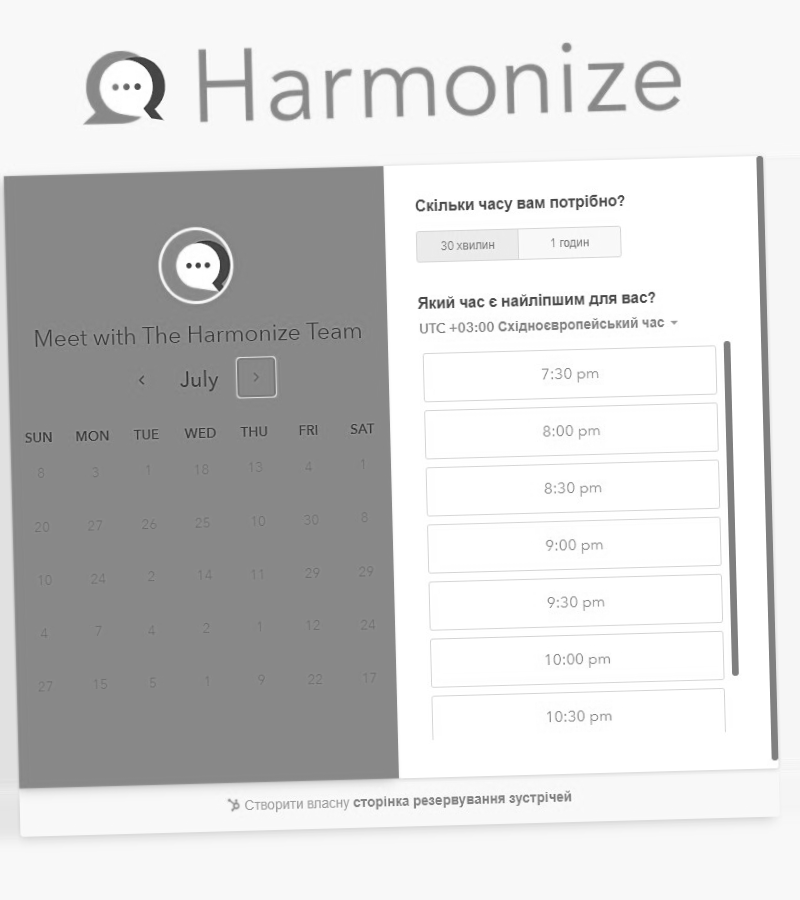 Harmonize
Meet with The Harmonize Team
‹ July ›
SUN MON TUE WED THU FRI SAT
8 3 1 18 13 4 1
20 27 26 25 10 30 8
10 24 2 14 11 29 29
4 7 4 2 1 12 24
27 15 5 1 9 22 17
Скільки часу вам потрібно?
30 хвилин 1 годин
Який час є найліпшим для вас?
UTC +03:00 Східноєвропейський час
7:30 pm
8:00 pm
8:30 pm
9:00 pm
9:30 pm
10:00 pm
10:30 pm
Створити власну сторінка резервування зустрічей